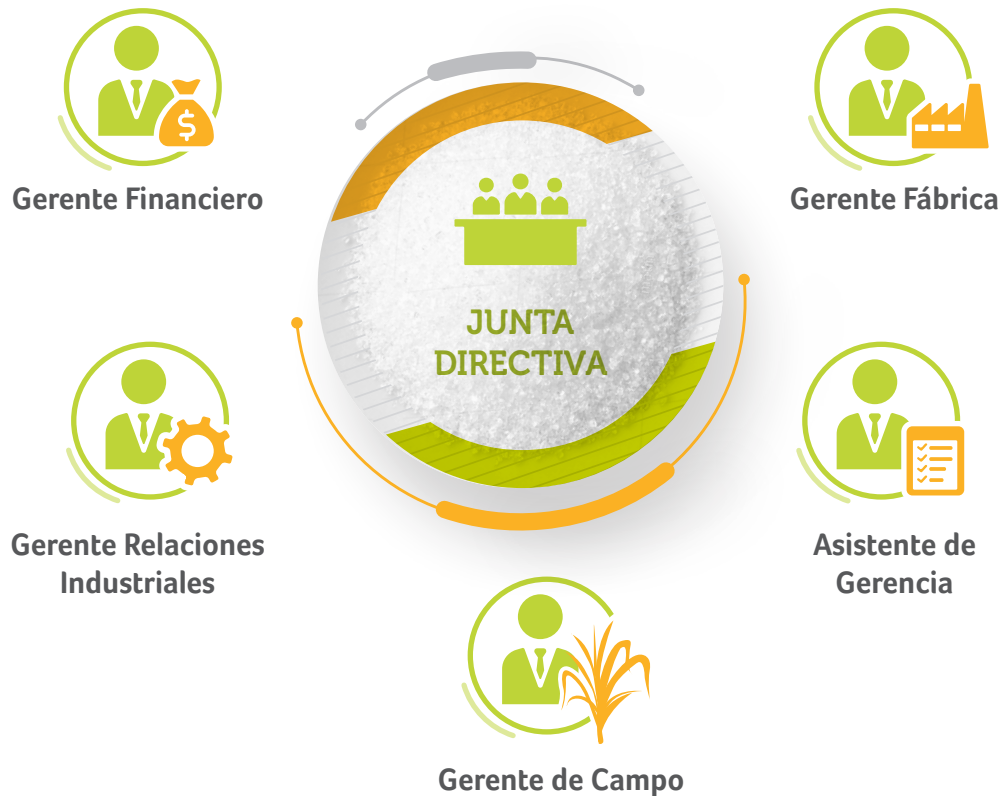 Gerente Financiero
Gerente Fábrica
$
JUNTA
DIRECTIVA
Gerente Relaciones
Industriales
Asistente de
Gerencia
Gerente de Campo